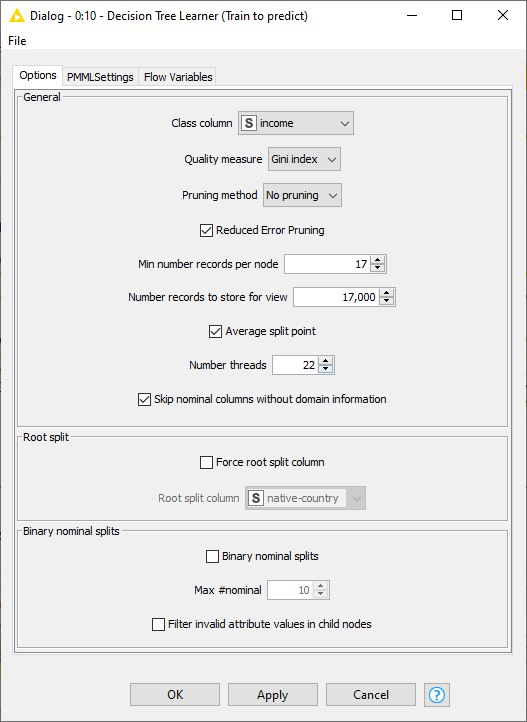 Dialog - 0:10 - Decision Tree Learner (Train to predict)
File
Options PMMLSettings Flow Variables
General
Class column S income
Quality measure Gini index
Pruning method No pruning
Reduced Error Pruning
Min number records per node 17
Number records to store for view 17,000
Average split point
Number threads 22
Skip nominal columns without domain information
Root split
Force root split column
Root split column S native-country
Binary nominal splits
Binary nominal splits
Max #nominal 10
Filter invalid attribute values in child nodes
OK Apply Cancel ?